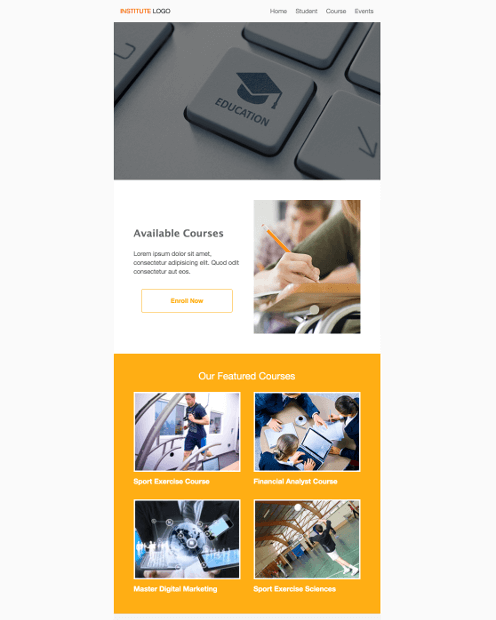 INSTITUTE LOGO
Home Student Course Events
EDUCATION
Available Courses
Lorem ipsum dolor sit amet,
consectetur adipisicing elit. Quod odit
consectetur aut eos.
Enroll Now
Our Featured Courses
Sport Exercise Course
Financial Analyst Course
Master Digital Marketing
Sport Exercise Sciences